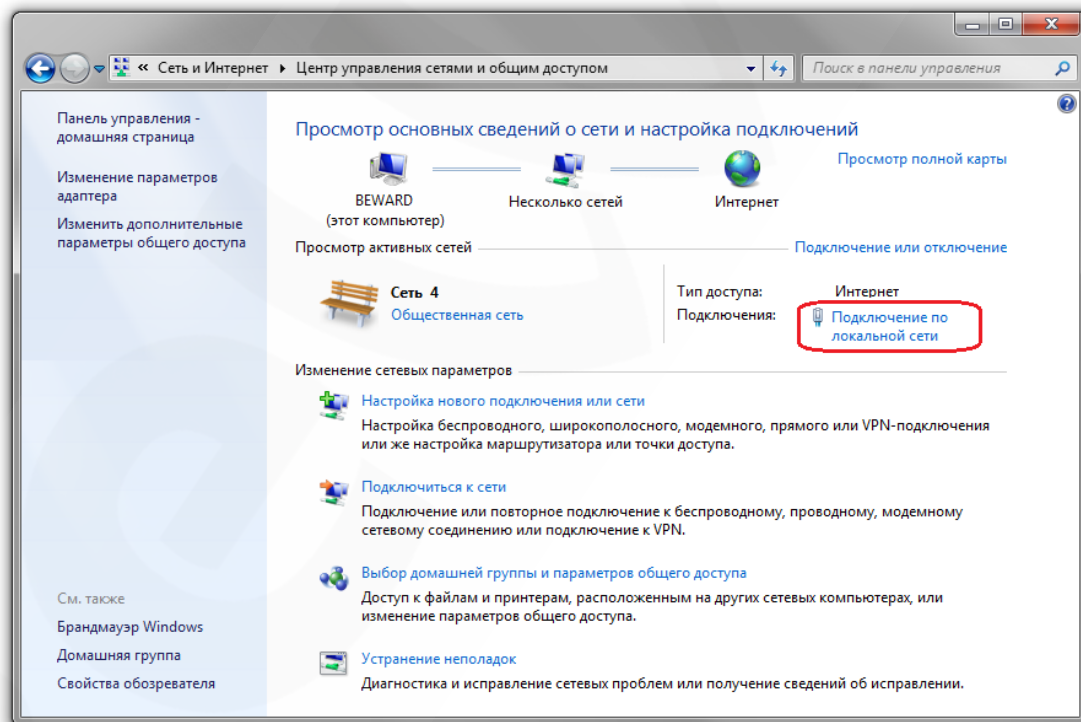 « Сеть и Интернет ▸ Центр управления сетями и общим доступом
Поиск в панели управления
Панель управления -
домашняя страница
Изменение параметров
адаптера
Изменить дополнительные
параметры общего доступа
См. также
Брандмауэр Windows
Домашняя группа
Свойства обозревателя
Просмотр основных сведений о сети и настройка подключений
Просмотр полной карты
BEWARD
(этот компьютер)
Несколько сетей
Интернет
Просмотр активных сетей
Подключение или отключение
Сеть 4
Общественная сеть
Тип доступа: Интернет
Подключения: Подключение по
локальной сети
Изменение сетевых параметров
Настройка нового подключения или сети
Настройка беспроводного, широкополосного, модемного, прямого или VPN-подключения
или же настройка маршрутизатора или точки доступа.
Подключиться к сети
Подключение или повторное подключение к беспроводному, проводному, модемному
сетевому соединению или подключение к VPN.
Выбор домашней группы и параметров общего доступа
Доступ к файлам и принтерам, расположенным на других сетевых компьютерах, или
изменение параметров общего доступа.
Устранение неполадок
Диагностика и исправление сетевых проблем или получение сведений об исправлении.